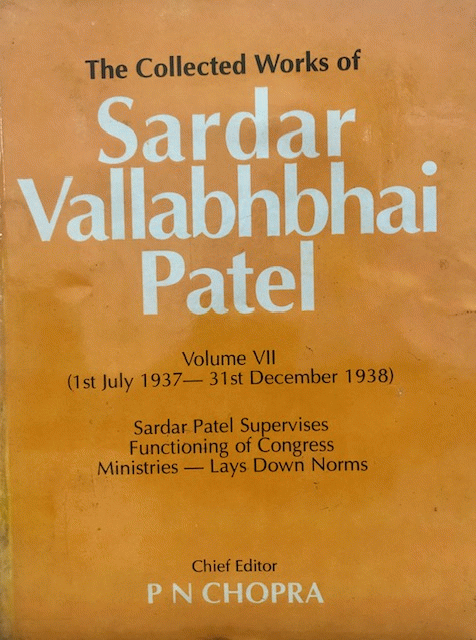 The Collected Works of
Sardar
Vallabhbhai
Patel
Volume VII
(1st July 1937— 31st December 1938)
Sardar Patel Supervises
Functioning of Congress
Ministries — Lays Down Norms
Chief Editor
P N CHOPRA